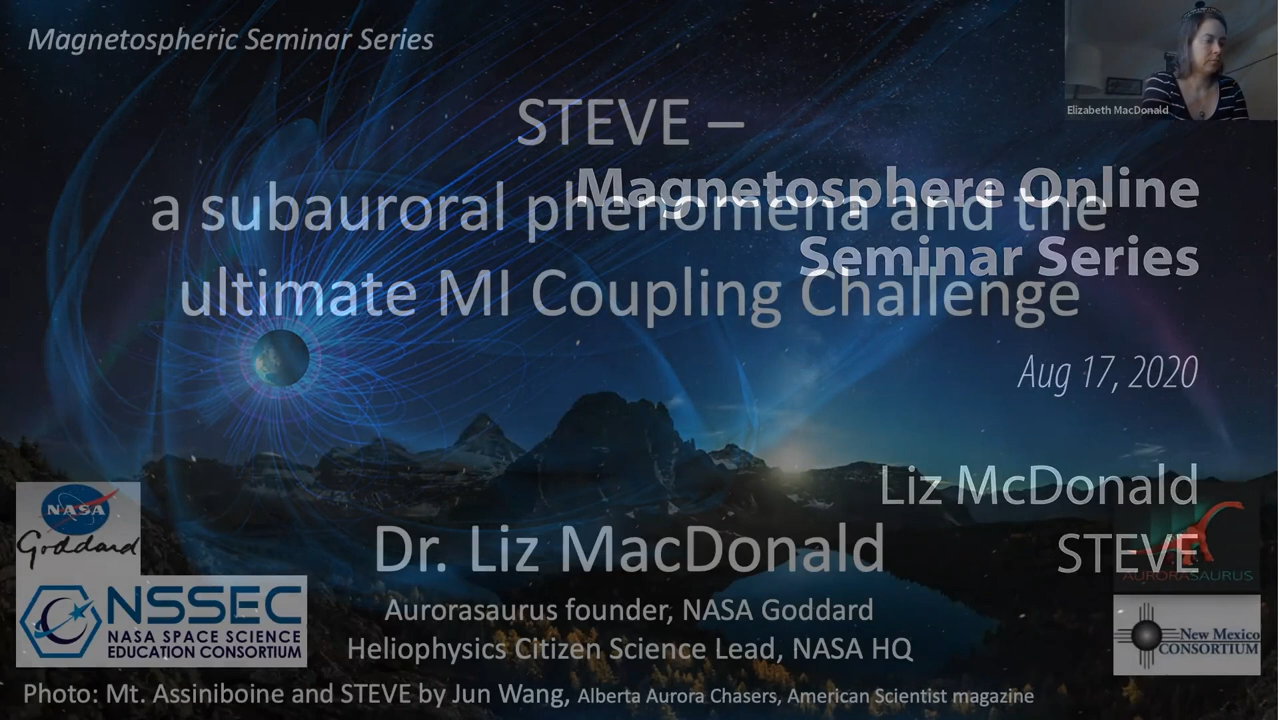 Magnetospheric Seminar Series
Elizabeth MacDonald
STEVE –
a subauroral phenomena and the
ultimate MI Coupling Challenge
Magnetosphere Online
Seminar Series
Aug 17, 2020
Liz McDonald
STEVE
Dr. Liz MacDonald
Aurorasaurus founder, NASA Goddard
Heliophysics Citizen Science Lead, NASA HQ
NASA
Goddard
NSSEC
NASA SPACE SCIENCE
EDUCATION CONSORTIUM
AURORASAURUS
New Mexico
CONSORTIUM
Photo: Mt. Assiniboine and STEVE by Jun Wang, Alberta Aurora Chasers, American Scientist magazine